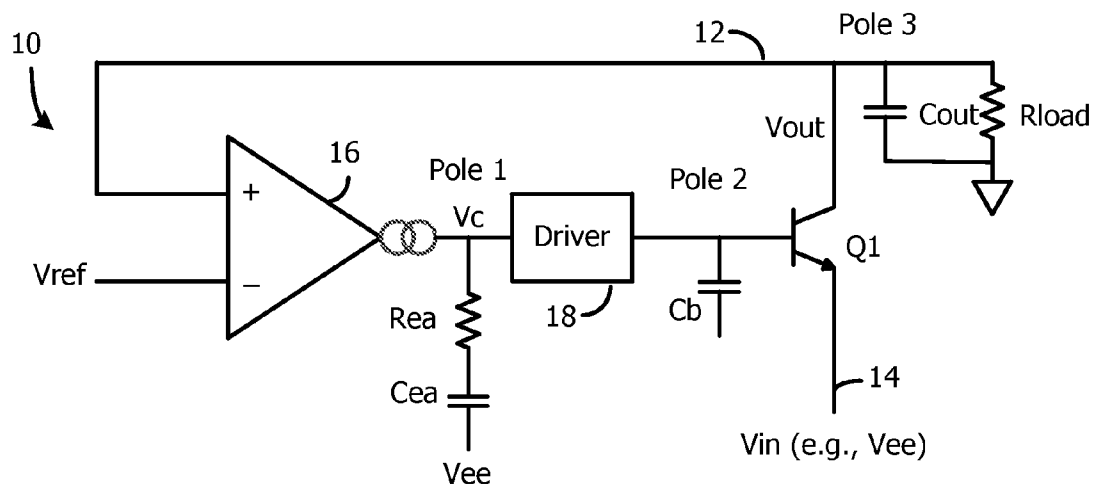 Pole 3
10
12
Vout
Cout
Rload
16
+
Pole 1
Pole 2
Vc
Driver
Q1
Vref
−
18
Cb
Rea
Cea
14
Vee
Vin (e.g., Vee)